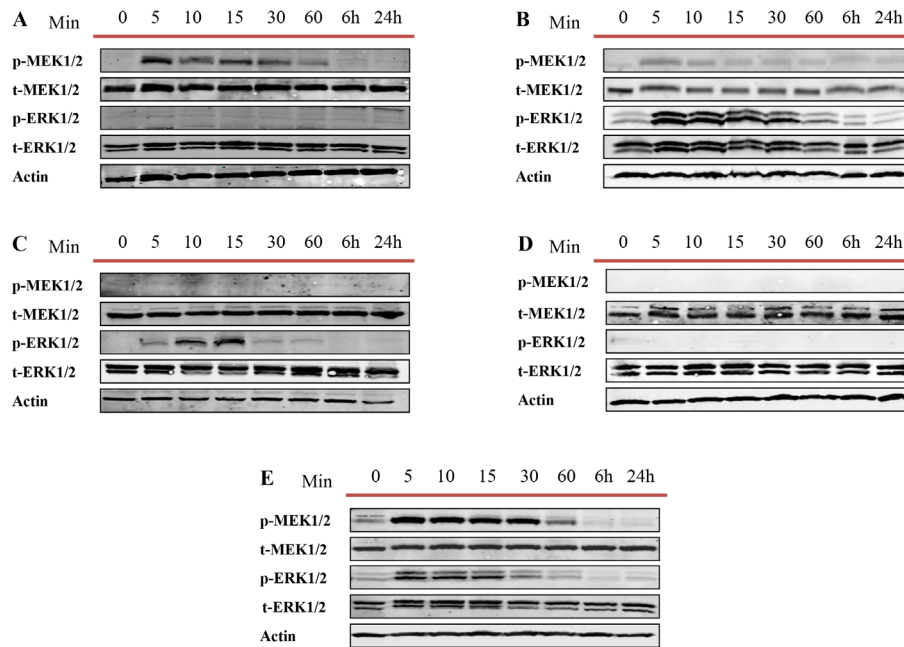 A Min 0 5 10 15 30 60 6h 24h
p-MEK1/2
t-MEK1/2
p-ERK1/2
t-ERK1/2
Actin
B Min 0 5 10 15 30 60 6h 24h
p-MEK1/2
t-MEK1/2
p-ERK1/2
t-ERK1/2
Actin
C Min 0 5 10 15 30 60 6h 24h
p-MEK1/2
t-MEK1/2
p-ERK1/2
t-ERK1/2
Actin
D Min 0 5 10 15 30 60 6h 24h
p-MEK1/2
t-MEK1/2
p-ERK1/2
t-ERK1/2
Actin
E Min 0 5 10 15 30 60 6h 24h
p-MEK1/2
t-MEK1/2
p-ERK1/2
t-ERK1/2
Actin